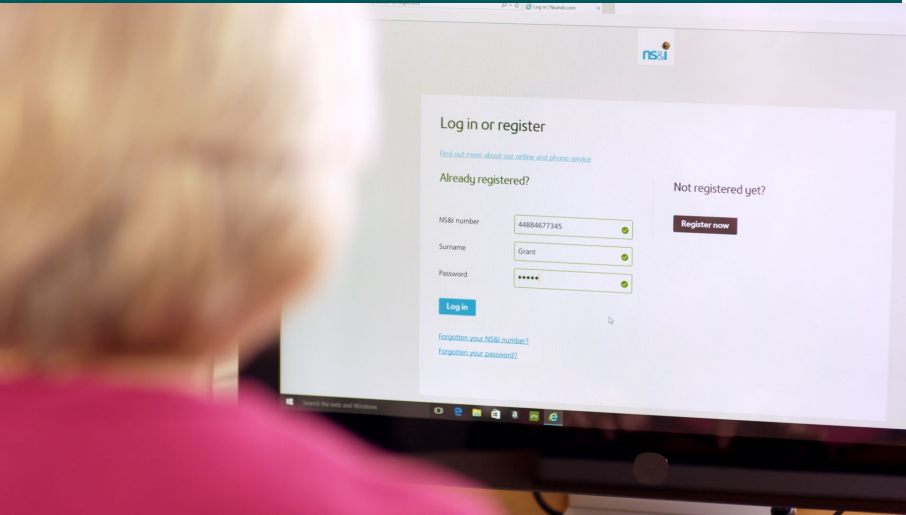 Log in | Nsandi.com
ns&i
Log in or register
Find out more about our online and phone service
Already registered?
Not registered yet?
NS&I number
44884677345
Register now
Surname
Grant
Password
•••••
Log in
Forgotten your NS&I number?
Forgotten your password?
Search the web and Windows